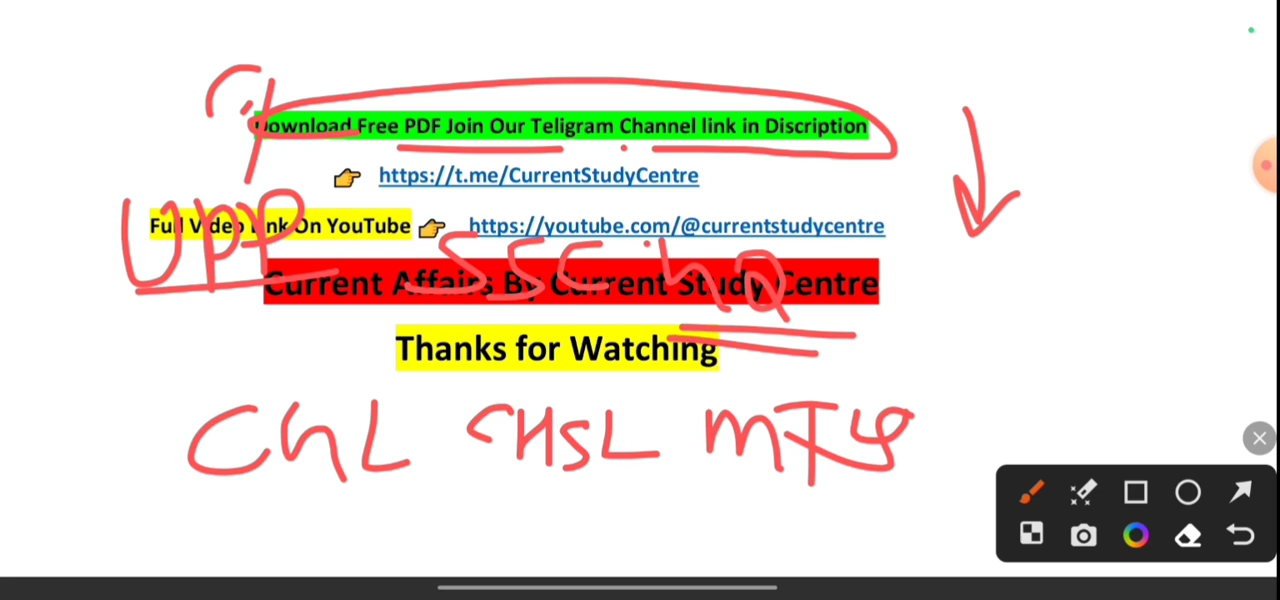 Download Free PDF Join Our Teligram Channel link in Discription
👉 https://t.me/CurrentStudyCentre
Full Video Link On YouTube 👉 https://youtube.com/@currentstudycentre
UPP SSC
Current Affairs By Current Study Centre
Thanks for Watching
CGL CHSL MTS